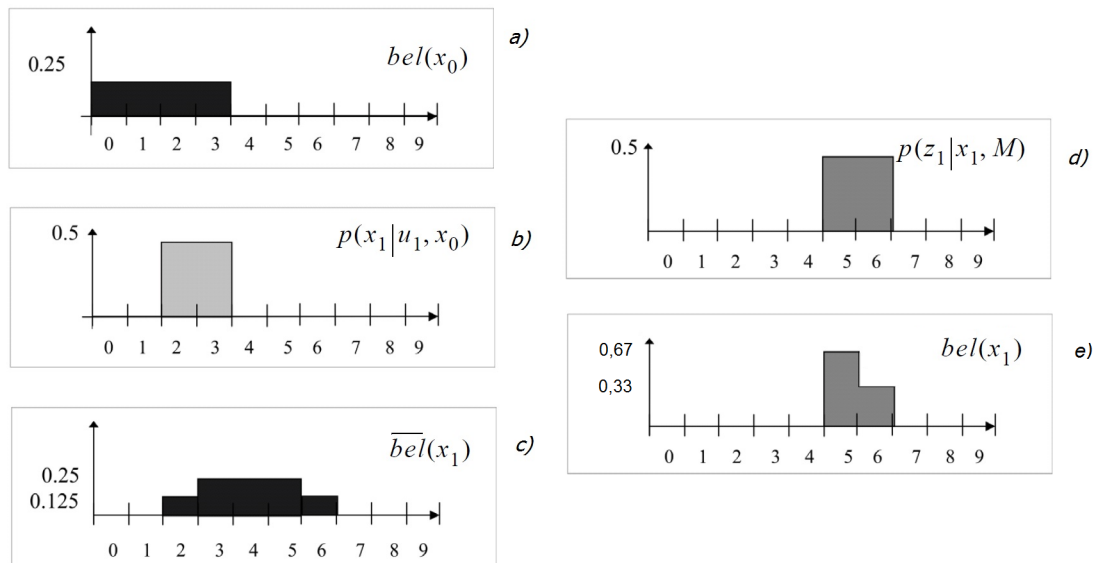 a)
bel(x₀)
0.25
0 1 2 3 4 5 6 7 8 9
b)
p(x₁|u₁, x₀)
0.5
0 1 2 3 4 5 6 7 8 9
c)
b̅e̅l̅(x₁)
0.25
0.125
0 1 2 3 4 5 6 7 8 9
d)
p(z₁|x₁, M)
0.5
0 1 2 3 4 5 6 7 8 9
e)
bel(x₁)
0,67
0,33
0 1 2 3 4 5 6 7 8 9